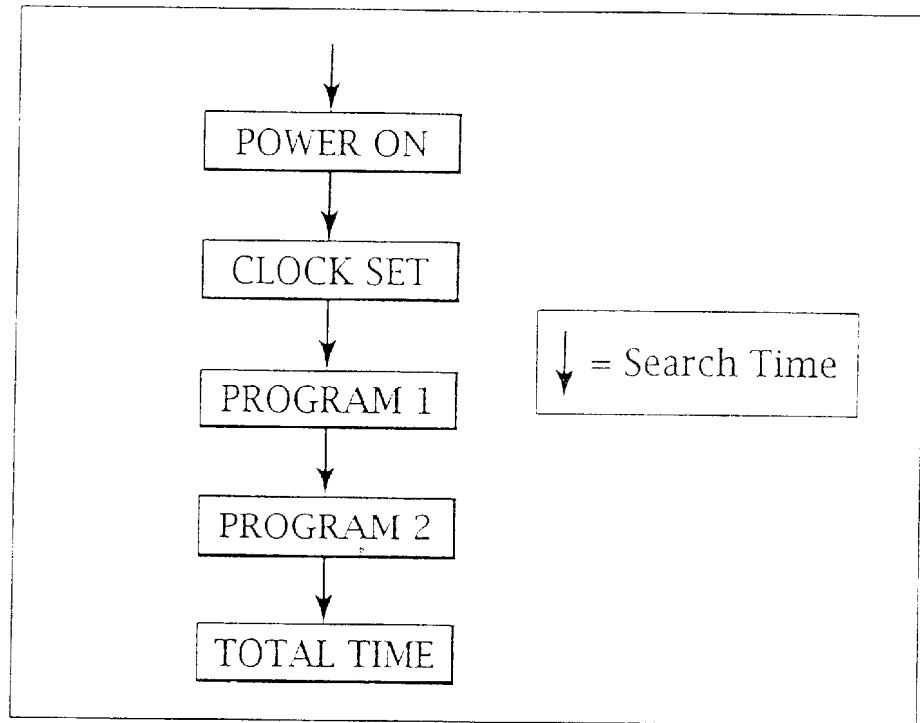 POWER ON
CLOCK SET
PROGRAM 1
PROGRAM 2
TOTAL TIME
= Search Time